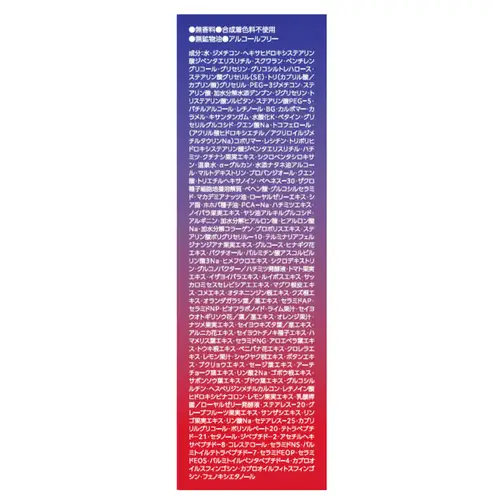 ●無香料●合成着色料不使用
●無鉱物油●アルコールフリー
成分:水・ジメチコン・ヘキサヒドロキシステアリン
酸ジペンタエリスリチル・スクワラン・ペンチレン
グリコール・グリセリン・グリコシルトレハロース・
ステアリン酸グリセリル(SE)・トリ(カプリル酸/
カプリン酸)グリセリル・PEG-3ジメチコン・ステア
リン酸・加水分解水添デンプン・ジグリセリン・ト
リステアリン酸ソルビタン・ステアリン酸PEG-5・
バチルアルコール・レチノール・BG・カルボマー・カ
ラメル・キサンタンガム・水酸化K・ベタイン・グリ
セリルグルコシド・クエン酸Na・トコフェロール・
(アクリル酸ヒドロキシエチル/アクリロイルジメ
チルタウリンNa)コポリマー・レシチン・トリポリヒ
ドロキシステアリン酸ジペンタエリスリチル・ハチ
ミツ・クチナシ果実エキス・シクロペンタシロキサ
ン・温泉水・α-グルカン・水添ナタネ油アルコー
ル・マルトデキストリン・プロパンジオール・クエン
酸・トリエチルヘキサノイン・ベヘネス-30・ザクロ
種子細胞培養溶解質・ベヘン酸・グルコシルセラミ
ド・マカデミアナッツ油・ローヤルゼリーエキス・シ
ア脂・ホホバ種子油・PCA-Na・ハチミツエキス・
ノイバラ果実エキス・ヤシ油アルキルグルコシド・
アルギニン・加水分解ヒアルロン酸・ヒアルロン酸
Na・加水分解コラーゲン・プロポリスエキス・ステ
アリン酸ポリグリセリル-10・テルミナリアフェル
ジナンジアナ果実エキス・グルコース・ヒナギク花
エキス・バクチオール・パルミチン酸アスコルビル
リン酸3Na・ヒメフウロエキス・シクロデキストリ
ン・グルコノバクター/ハチミツ発酵液・トマト果実
エキス・イザヨイバラエキス・ルイボスエキス・サッ
カロミセスセレビシアエエキス・マグワ根皮エキ
ス・コメエキス・オタネニンジン根エキス・クズ根エ
キス・オランダガラシ葉/茎エキス・セラミドAP・
セラミドNP・ビオフラボノイド・ライム果汁・セイヨ
ウオトギリソウ花/葉/茎エキス・オレンジ果汁・
ナツメ果実エキス・セイヨウキズタ葉/茎エキス・
アルニカ花エキス・セイヨウトチノキ種子エキス・ハ
マメリス葉エキス・セラミドNG・アロエベラ葉エキ
ス・トウキ根エキス・ベニバナ花エキス・クロレラエ
キス・レモン果汁・シャクヤク根エキス・ボタンエキ
ス・ブクリョウエキス・セージ葉エキス・アーティ
チョーク葉エキス・リン酸2Na・ゴボウ根エキス・
サボンソウ葉エキス・ブドウ葉エキス・グルコシルル
チン・ヘスペリジンメチルカルコン・レチノイン酸
ヒドロキシピナコロン・レモン果実エキス・乳酸桿
菌/ローヤルゼリー発酵液・ステアレス-20・グ
レープフルーツ果実エキス・サンザシエキス・リン
ゴ果実エキス・リン酸Na・セテアレス-25・カプリ
リルグリコール・ポリソルベート20・テトラペプチ
ド-21・セタノール・ジペプチド-2・アセチルヘキ
サペプチド-8・コレステロール・セラミドNS・パル
ミトイルテトラペプチド-7・セラミドEOP・セラミ
ドEOS・パルミトイルペンタペプチド-4・カプロオ
イルスフィンゴシン・カプロオイルフィトスフィンゴ
シン・フェノキシエタノール